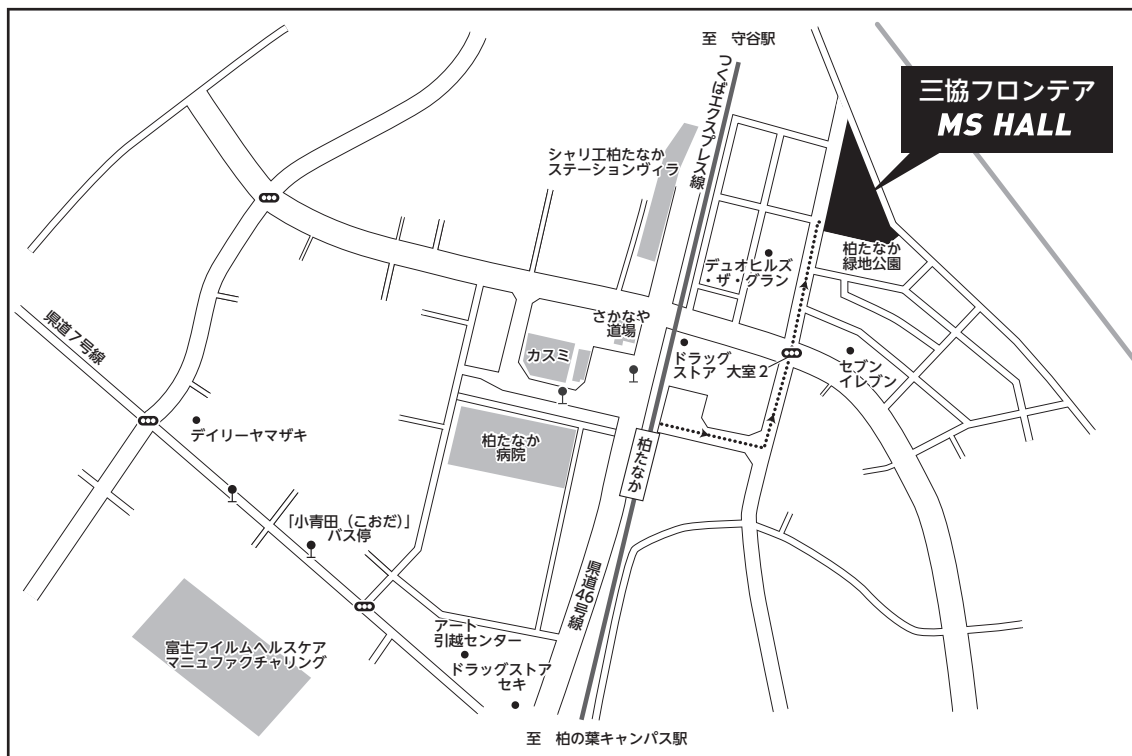 至 守谷駅
つくばエクスプレス線
三協フロンテア
MS HALL
シャリエ柏たなか
ステーションヴィラ
柏たなか
緑地公園
デュオヒルズ
・ザ・グラン
さかなや
道場
県道7号線
カスミ
ドラッグ
ストア
大室2
セブン
イレブン
デイリーヤマザキ
柏たなか
病院
柏たなか
「小青田(こおだ)」
バス停
県道46号線
アート
引越センター
富士フイルムヘルスケア
マニュファクチャリング
ドラッグストア
セキ
至 柏の葉キャンパス駅